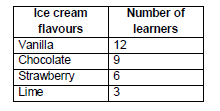 Ice cream Number of
flavours learners
Vanilla 12
Chocolate 9
Strawberry 6
Lime 3